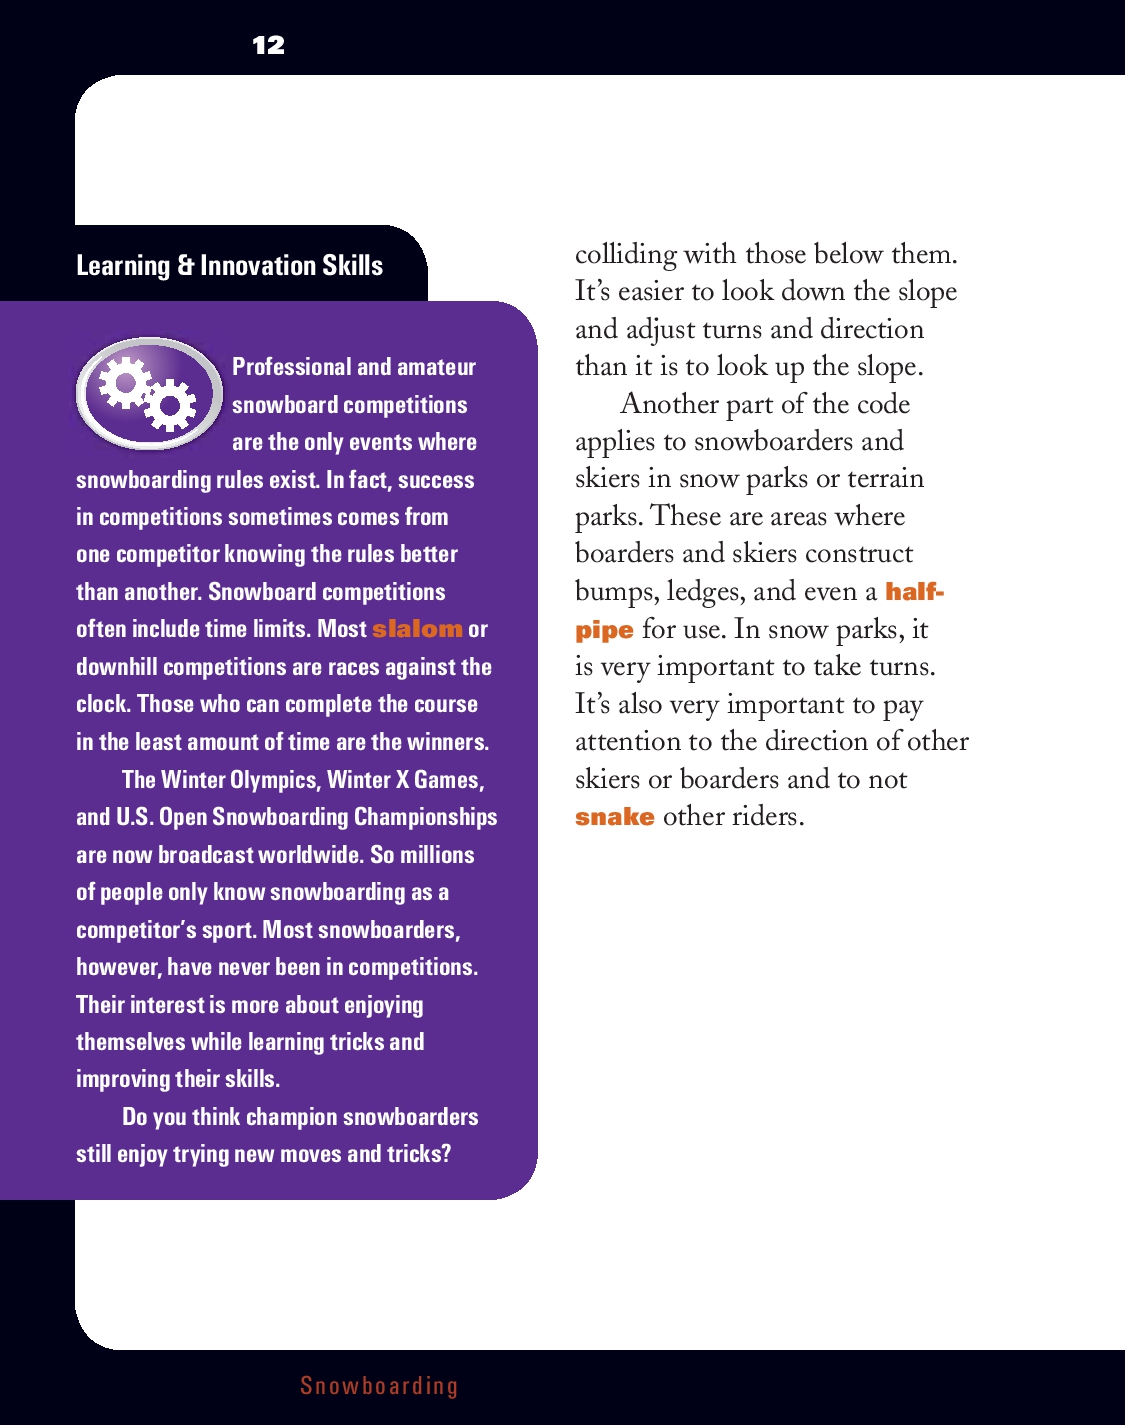 12
Learning & Innovation Skills
Professional and amateur
snowboard competitions
are the only events where
snowboarding rules exist. In fact, success
in competitions sometimes comes from
one competitor knowing the rules better
than another. Snowboard competitions
often include time limits. Most slalom or
downhill competitions are races against the
clock. Those who can complete the course
in the least amount of time are the winners.
The Winter Olympics, Winter X Games,
and U.S. Open Snowboarding Championships
are now broadcast worldwide. So millions
of people only know snowboarding as a
competitor's sport. Most snowboarders,
however, have never been in competitions.
Their interest is more about enjoying
themselves while learning tricks and
improving their skills.
Do you think champion snowboarders
still enjoy trying new moves and tricks?
colliding with those below them.
It's easier to look down the slope
and adjust turns and direction
than it is to look up the slope.
Another part of the code
applies to snowboarders and
skiers in snow parks or terrain
parks. These are areas where
boarders and skiers construct
bumps, ledges, and even a half-
pipe for use. In snow parks, it
is very important to take turns.
It's also very important to pay
attention to the direction of other
skiers or boarders and to not
snake other riders.
Snowboarding